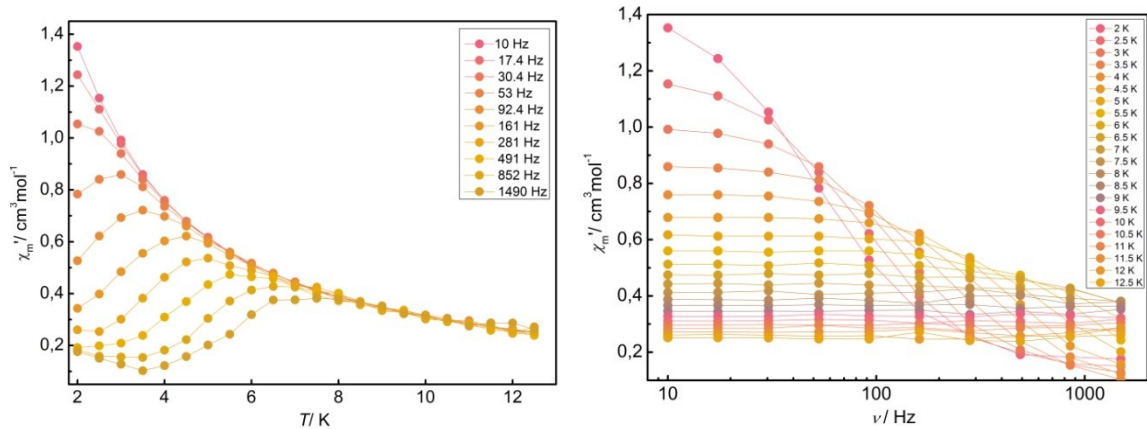 1,4
1,2
1,0
0,8
0,6
0,4
0,2
χm'/ cm³mol⁻¹
10 Hz
17.4 Hz
30.4 Hz
53 Hz
92.4 Hz
161 Hz
281 Hz
491 Hz
852 Hz
1490 Hz
2 3 4 5 6 7 8 9 10 11 12
T/ K
1,4
1,2
1,0
0,8
0,6
0,4
0,2
χm'/ cm³mol⁻¹
2 K
2.5 K
3 K
3.5 K
4 K
4.5 K
5 K
5.5 K
6 K
6.5 K
7 K
7.5 K
8 K
8.5 K
9 K
9.5 K
10 K
10.5 K
11 K
11.5 K
12 K
12.5 K
10 100 1000
ν/ Hz